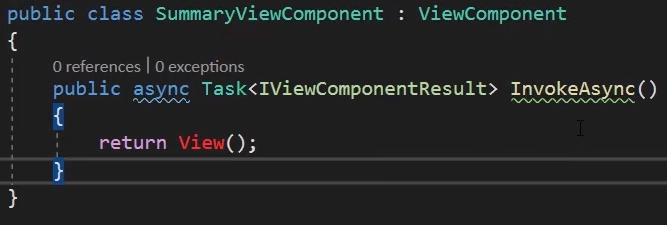 public class SummaryViewComponent : ViewComponent
{
0 references | 0 exceptions
public async Task<IViewComponentResult> InvokeAsync()
{
return View();
}
}